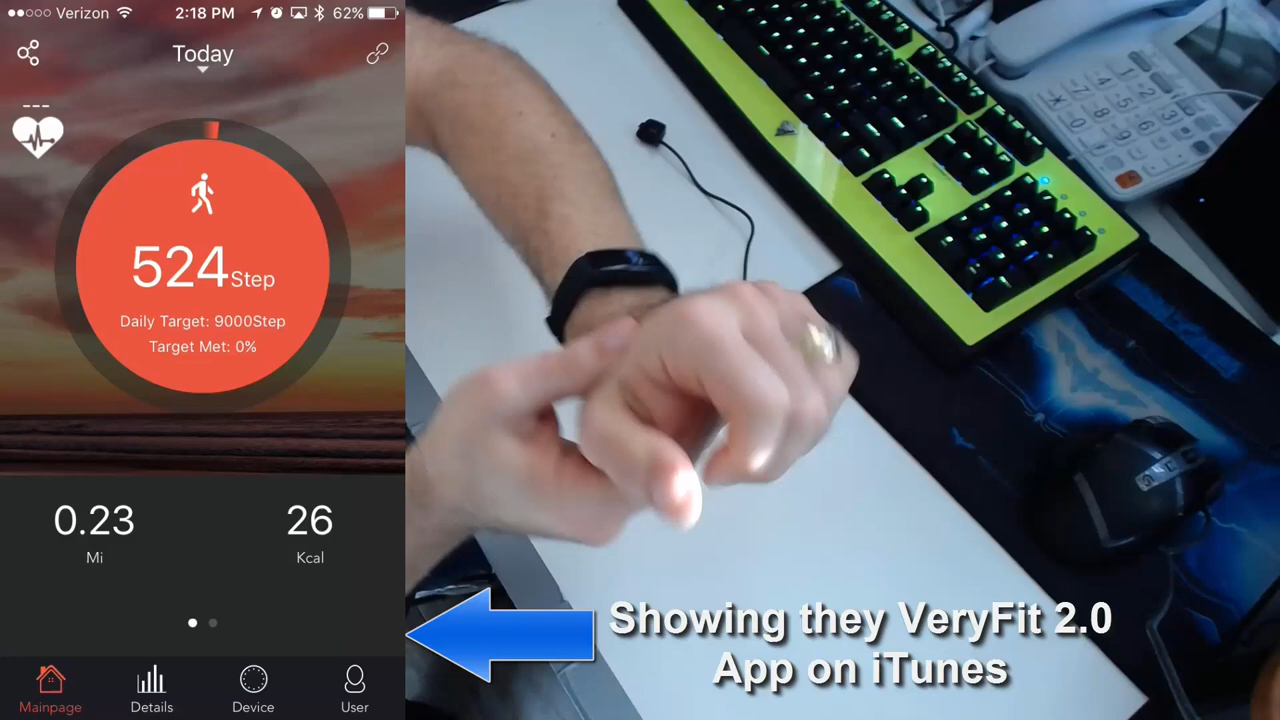 Verizon 2:18 PM 62%
Today
524Step
Daily Target: 9000Step
Target Met: 0%
0.23 26
Mi Kcal
Mainpage Details Device User
Showing they VeryFit 2.0
App on iTunes